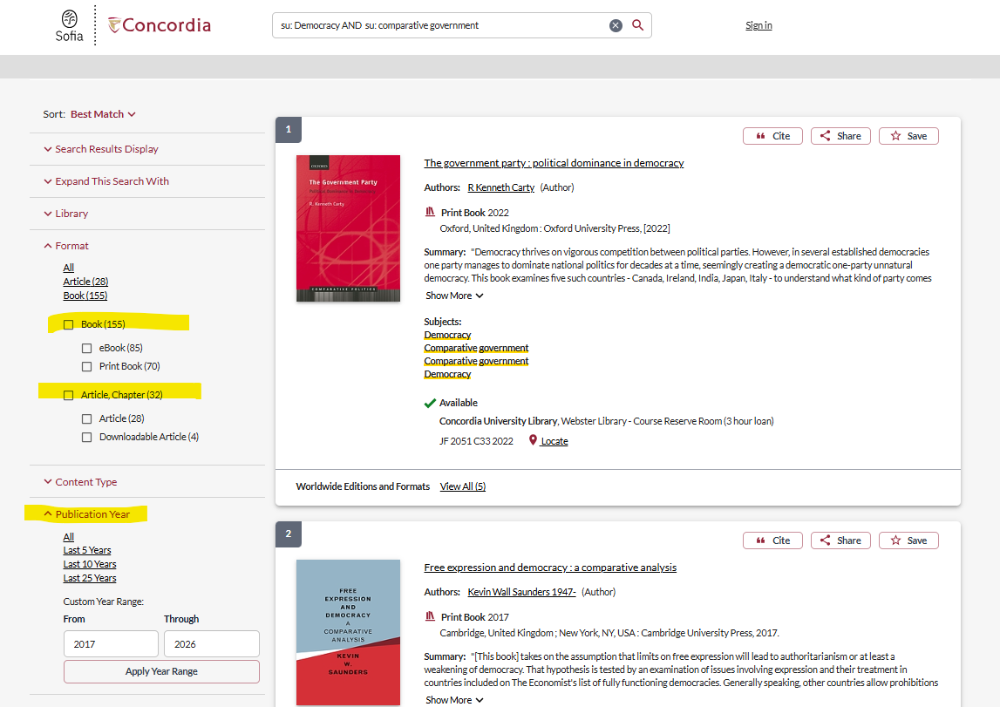 Sofia
Concordia
su: Democracy AND su: comparative government
Sign in
Sort: Best Match
Search Results Display
Expand This Search With
Library
Format
All
Article (28)
Book (155)
Book (155)
eBook (85)
Print Book (70)
Article, Chapter (32)
Article (28)
Downloadable Article (4)
Content Type
Publication Year
All
Last 5 Years
Last 10 Years
Last 25 Years
Custom Year Range:
From Through
2017 2026
Apply Year Range
1
Cite Share Save
OXFORD
The Government Party
Political Dominance in Democracy
R. Kenneth Carty
COMPARATIVE POLITICS
The government party : political dominance in democracy
Authors: R Kenneth Carty (Author)
Print Book 2022
Oxford, United Kingdom : Oxford University Press, [2022]
Summary: "Democracy thrives on vigorous competition between political parties. However, in several established democracies
one party manages to dominate national politics for decades at a time, seemingly creating a democratic one-party unnatural
democracy. This book examines five such countries - Canada, Ireland, India, Japan, Italy - to understand what kind of party comes
Show More
Subjects:
Democracy
Comparative government
Comparative government
Democracy
Available
Concordia University Library, Webster Library - Course Reserve Room (3 hour loan)
JF 2051 C33 2022 Locate
Worldwide Editions and Formats View All (5)
2
Cite Share Save
FREE
EXPRESSION
AND
DEMOCRACY
A
COMPARATIVE
ANALYSIS
KEVIN
W.
SAUNDERS
Free expression and democracy : a comparative analysis
Authors: Kevin Wall Saunders 1947- (Author)
Print Book 2017
Cambridge, United Kingdom ; New York, NY, USA : Cambridge University Press, 2017.
Summary: "[This book] takes on the assumption that limits on free expression will lead to authoritarianism or at least a
weakening of democracy. That hypothesis is tested by an examination of issues involving expression and their treatment in
countries included on The Economist's list of fully functioning democracies. Generally speaking, other countries allow prohibitions
Show More